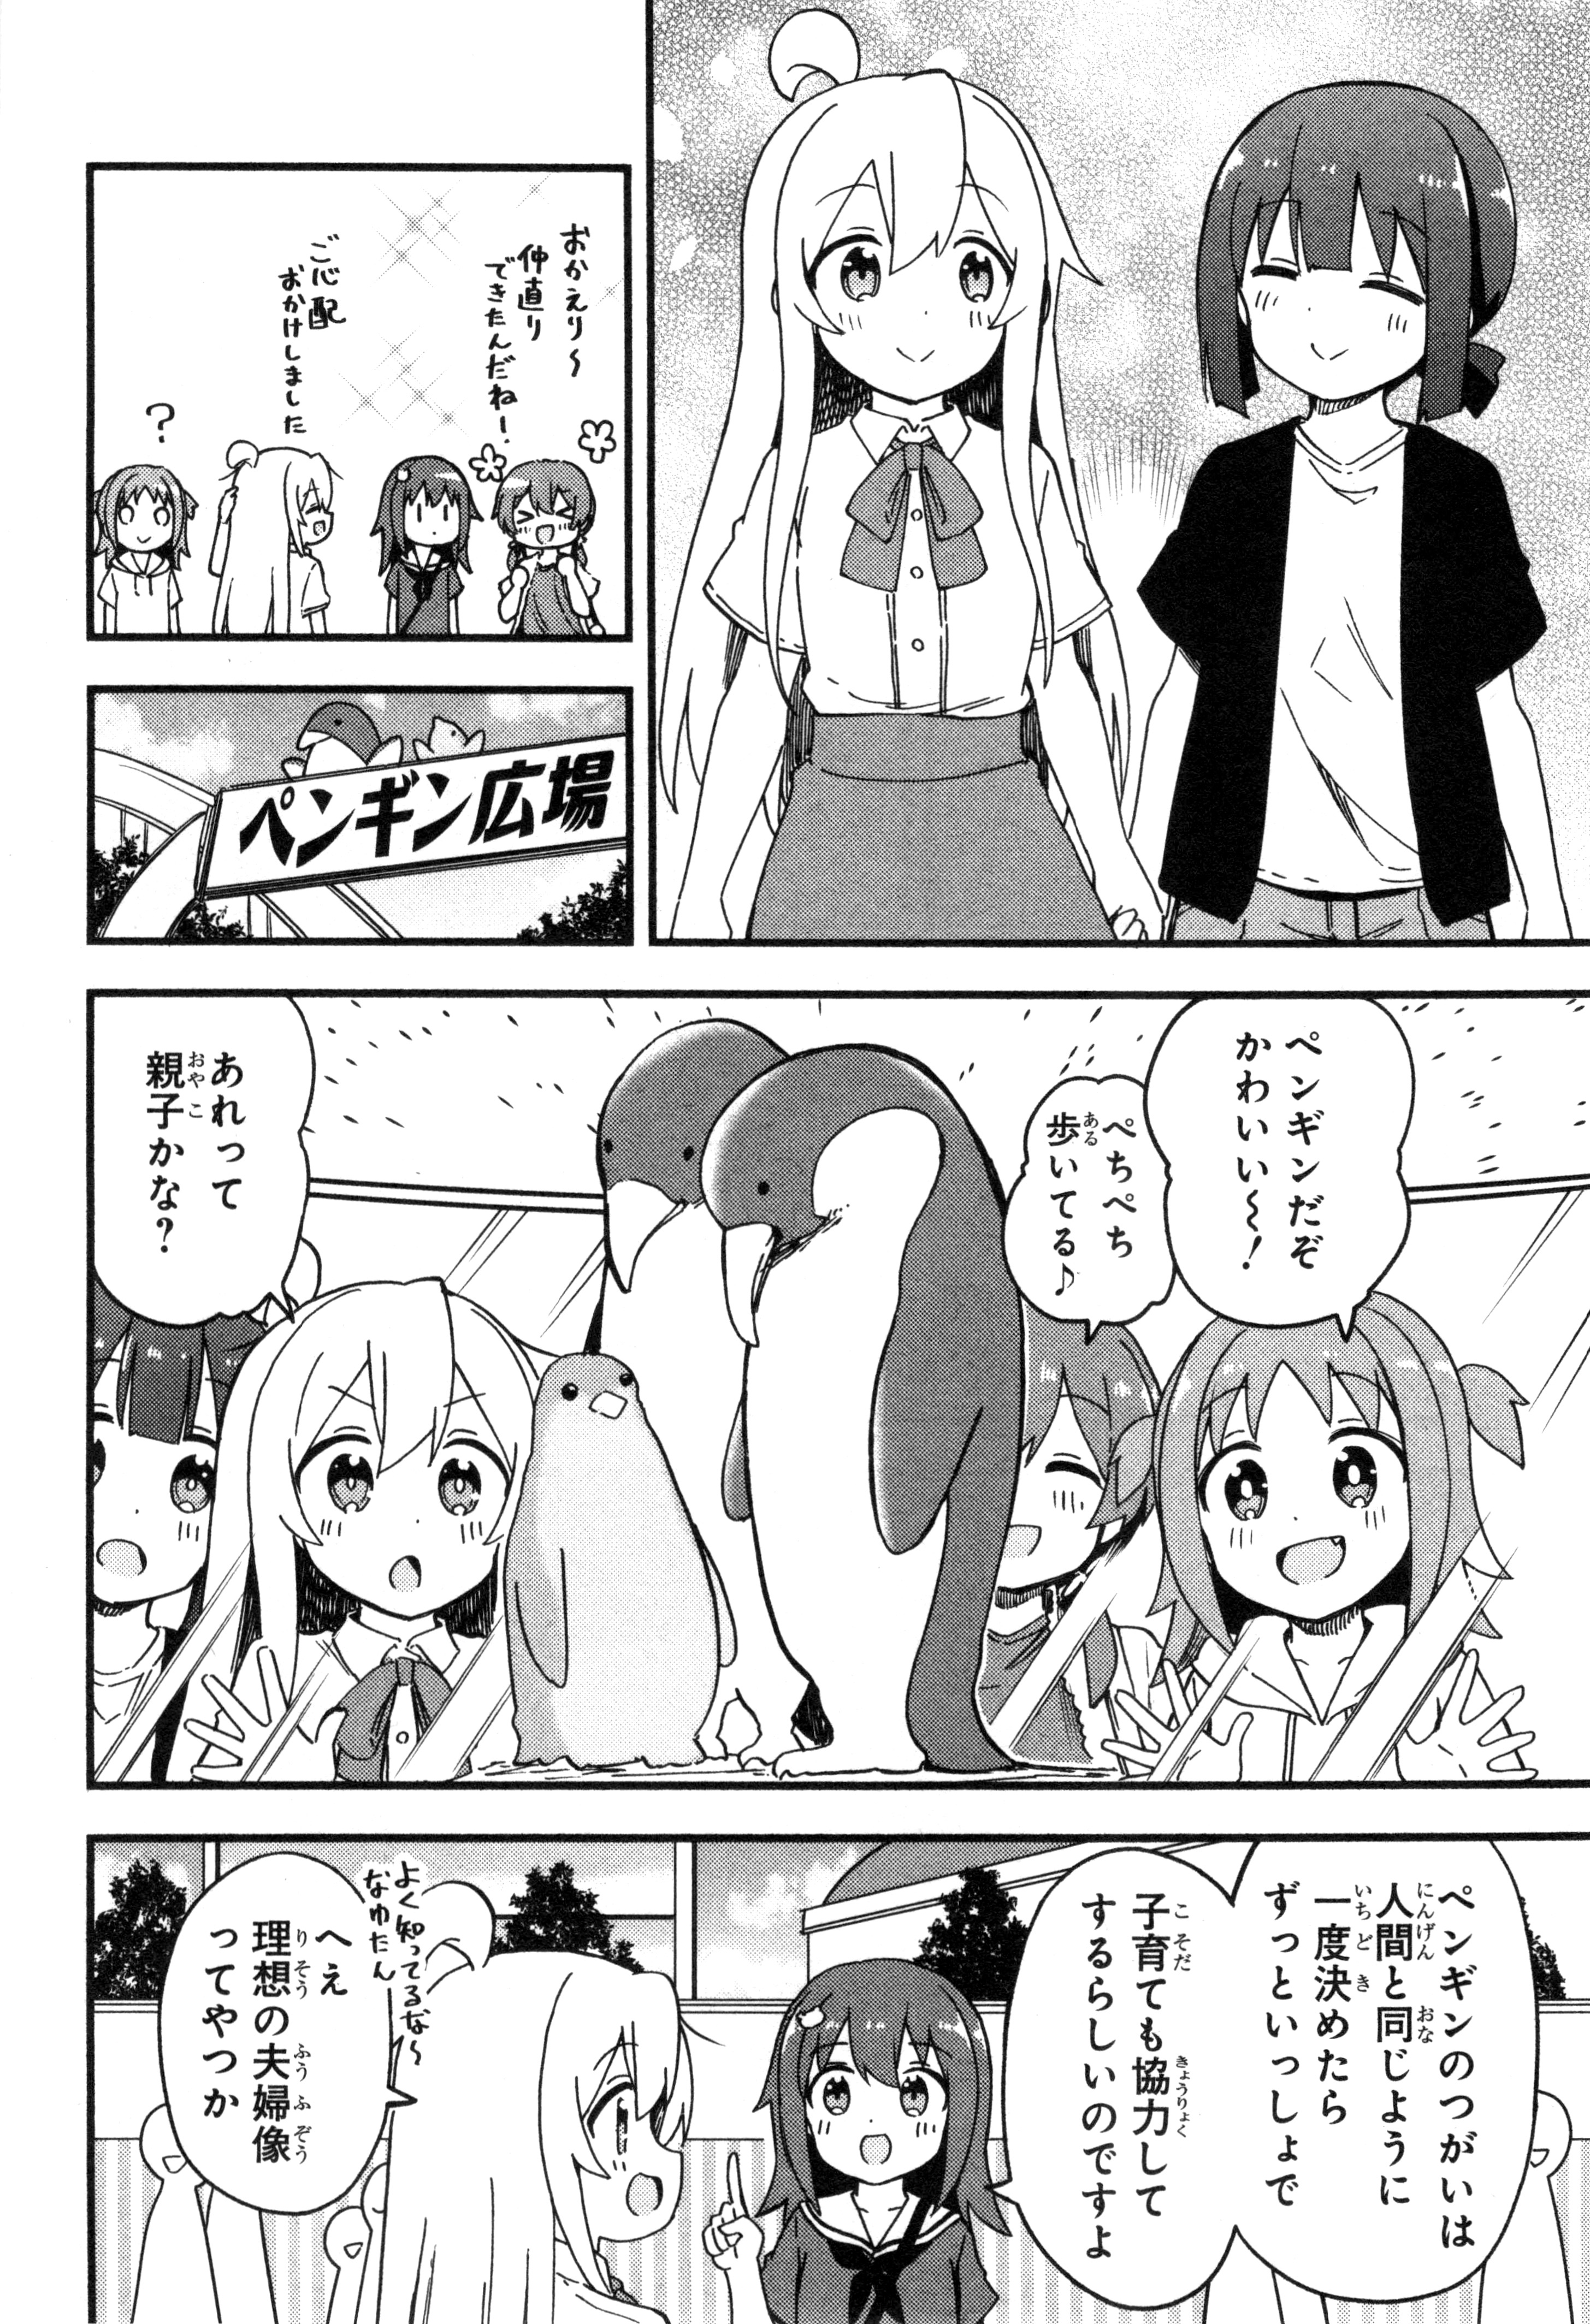 おかえり〜
仲直り
できたんだね！
ご心配
おかけしました
？
ペンギン広場
ペンギンだぞ
かわいい〜！
ぺちぺち
歩いてる♪
あれって
親子かな？
ペンギンのつがいは
人間と同じように
一度決めたら
ずっといっしょで
子育ても協力して
するらしいのですよ
よく知ってるな〜
なゆたん
へえ
理想の夫婦像
ってやつか